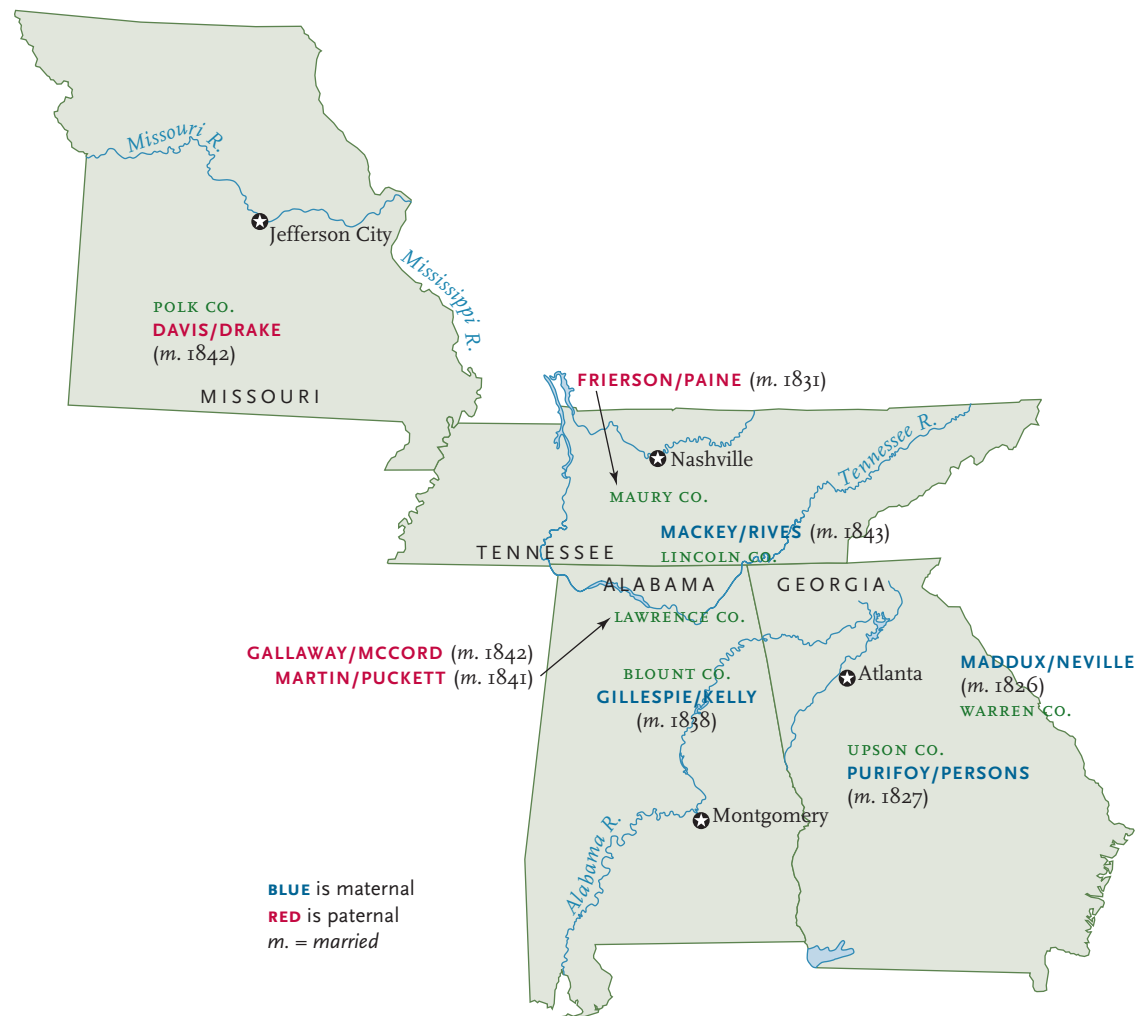 Missouri R.
Jefferson City
Mississippi R.
POLK CO.
DAVIS/DRAKE
(m. 1842)
MISSOURI
FRIERSON/PAINE (m. 1831)
Nashville
Tennessee R.
MAURY CO.
MACKEY/RIVES (m. 1843)
TENNESSEE
LINCOLN CO.
ALABAMA
GEORGIA
LAWRENCE CO.
GALLAWAY/MCCORD (m. 1842)
MARTIN/PUCKETT (m. 1841)
BLOUNT CO.
GILLESPIE/KELLY
(m. 1838)
Atlanta
MADDUX/NEVILLE
(m. 1826)
WARREN CO.
UPSON CO.
PURIFOY/PERSONS
(m. 1827)
Montgomery
Alabama R.
BLUE is maternal
RED is paternal
m. = married